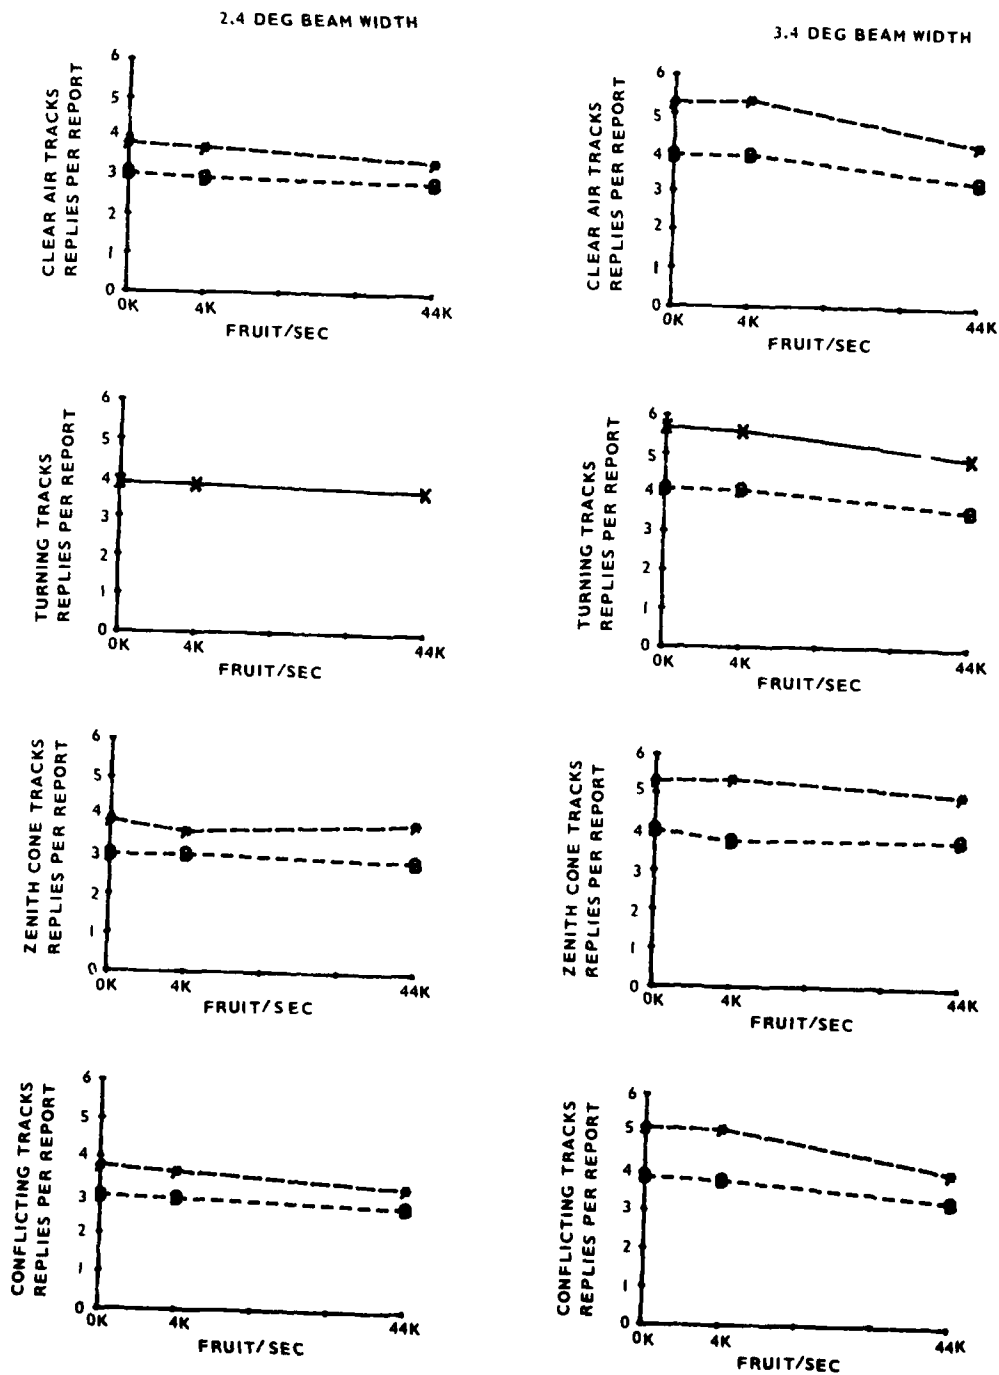 2.4 DEG BEAM WIDTH
3.4 DEG BEAM WIDTH
CLEAR AIR TRACKS
REPLIES PER REPORT
6
5
4
3
2
1
0
0K 4K 44K
FRUIT/SEC
CLEAR AIR TRACKS
REPLIES PER REPORT
6
5
4
3
2
1
0
0K 4K 44K
FRUIT/SEC
TURNING TRACKS
REPLIES PER REPORT
6
5
4
3
2
1
0
0K 4K 44K
FRUIT/SEC
TURNING TRACKS
REPLIES PER REPORT
6
5
4
3
2
1
0
0K 4K 44K
FRUIT/SEC
ZENITH CONE TRACKS
REPLIES PER REPORT
6
5
4
3
2
1
0
0K 4K 44K
FRUIT/SEC
ZENITH CONE TRACKS
REPLIES PER REPORT
6
5
4
3
2
1
0
0K 4K 44K
FRUIT/SEC
CONFLICTING TRACKS
REPLIES PER REPORT
6
5
4
3
2
1
0
0K 4K 44K
FRUIT/SEC
CONFLICTING TRACKS
REPLIES PER REPORT
6
5
4
3
2
1
0
0K 4K 44K
FRUIT/SEC